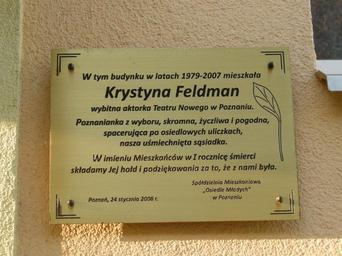 W tym budynku w latach 1979-2007 mieszkała
Krystyna Feldman
wybitna aktorka Teatru Nowego w Poznaniu.
Poznanianka z wyboru, skromna, życzliwa i pogodna,
spacerująca po osiedlowych uliczkach,
nasza uśmiechnięta sąsiadka.
W imieniu Mieszkańców w I rocznicę śmierci
składamy Jej hołd i podziękowania za to, że z nami była.
Spółdzielnia Mieszkaniowa
„Osiedle Młodych"
w Poznaniu
Poznań, 24 stycznia 2008 r.